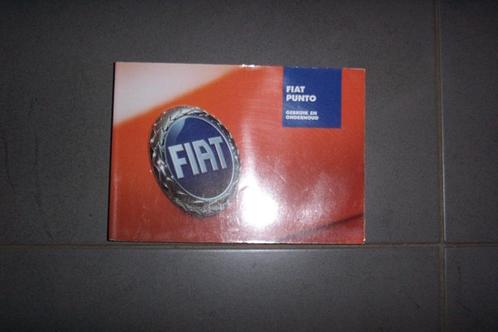 FIAT
PUNTO
GEBRUIK EN
ONDERHOUD
FIAT